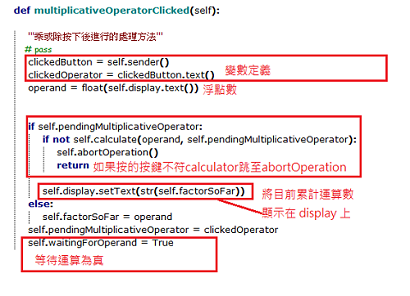 def multiplicativeOperatorClicked(self):
'''乘或除按下後進行的處理方法'''
# pass
clickedButton = self.sender()
clickedOperator = clickedButton.text()
變數定義
operand = float(self.display.text())
浮點數
if self.pendingMultiplicativeOperator:
if not self.calculate(operand, self.pendingMultiplicativeOperator):
self.abortOperation()
return
如果按的按鍵不符calculator跳至abortOperation
self.display.setText(str(self.factorSoFar))
將目前累計運算數
顯示在 display 上
else:
self.factorSoFar = operand
self.pendingMultiplicativeOperator = clickedOperator
self.waitingForOperand = True
等待運算為真